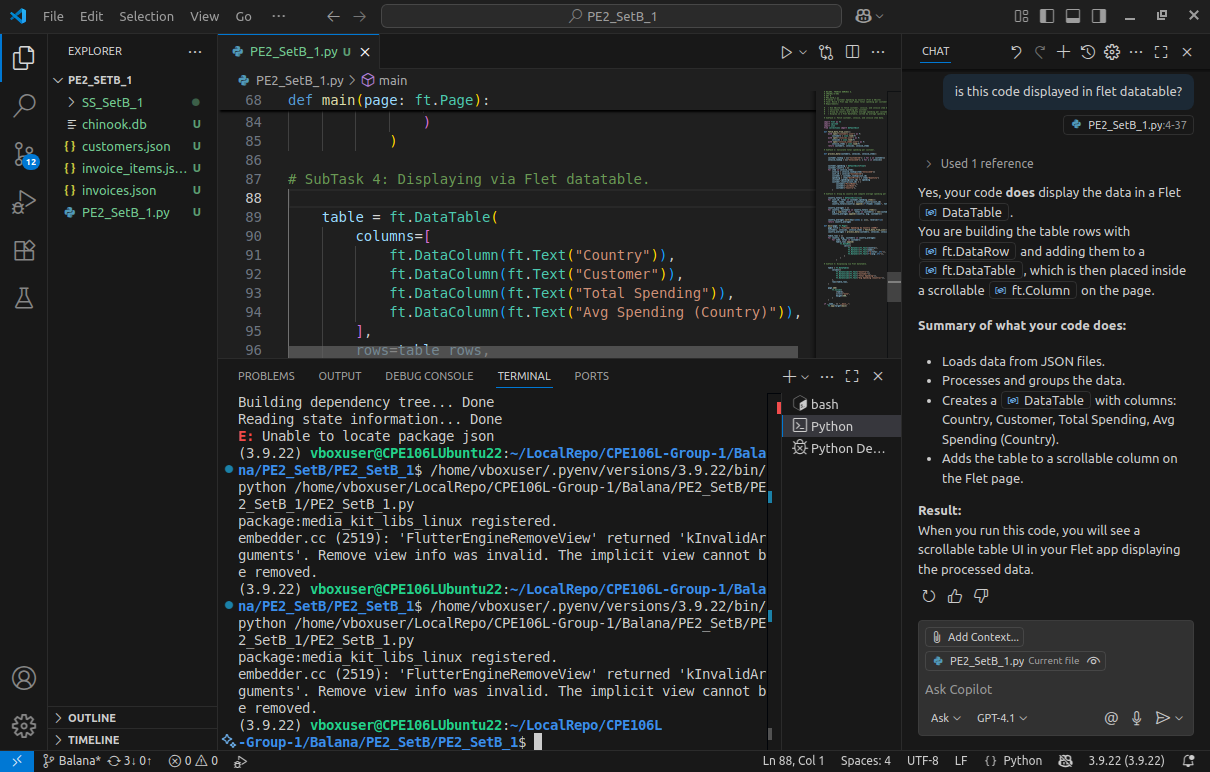 File Edit Selection View Go ··· PE2_SetB_1
EXPLORER ···
PE2_SETB_1
SS_SetB_1
chinook.db U
customers.json U
invoice_items.js... U
invoices.json U
PE2_SetB_1.py U
OUTLINE
TIMELINE
12
PE2_SetB_1.py U
PE2_SetB_1.py > main
68 def main(page: ft.Page):
84 )
85 )
86
87 # SubTask 4: Displaying via Flet datatable.
88
89 table = ft.DataTable(
90 columns=[
91 ft.DataColumn(ft.Text("Country")),
92 ft.DataColumn(ft.Text("Customer")),
93 ft.DataColumn(ft.Text("Total Spending")),
94 ft.DataColumn(ft.Text("Avg Spending (Country)")),
95 ],
96 rows=table_rows,
PROBLEMS OUTPUT DEBUG CONSOLE TERMINAL PORTS
Building dependency tree... Done
Reading state information... Done
E: Unable to locate package json
(3.9.22) vboxuser@CPE106LUbuntu22:~/LocalRepo/CPE106L-Group-1/Bala
na/PE2_SetB/PE2_SetB_1$ /home/vboxuser/.pyenv/versions/3.9.22/bin/
python /home/vboxuser/LocalRepo/CPE106L-Group-1/Balana/PE2_SetB/PE
2_SetB_1/PE2_SetB_1.py
package:media_kit_libs_linux registered.
embedder.cc (2519): 'FlutterEngineRemoveView' returned 'kInvalidAr
guments'. Remove view info was invalid. The implicit view cannot b
e removed.
(3.9.22) vboxuser@CPE106LUbuntu22:~/LocalRepo/CPE106L-Group-1/Bala
na/PE2_SetB/PE2_SetB_1$ /home/vboxuser/.pyenv/versions/3.9.22/bin/
python /home/vboxuser/LocalRepo/CPE106L-Group-1/Balana/PE2_SetB/PE
2_SetB_1/PE2_SetB_1.py
package:media_kit_libs_linux registered.
embedder.cc (2519): 'FlutterEngineRemoveView' returned 'kInvalidAr
guments'. Remove view info was invalid. The implicit view cannot b
e removed.
(3.9.22) vboxuser@CPE106LUbuntu22:~/LocalRepo/CPE106L
-Group-1/Balana/PE2_SetB/PE2_SetB_1$
bash
Python
Python De...
CHAT
is this code displayed in flet datatable?
PE2_SetB_1.py:4-37
Used 1 reference
Yes, your code does display the data in a Flet
DataTable .
You are building the table rows with
ft.DataRow and adding them to a
ft.DataTable , which is then placed inside
a scrollable ft.Column on the page.
Summary of what your code does:
• Loads data from JSON files.
• Processes and groups the data.
• Creates a DataTable with columns:
Country, Customer, Total Spending, Avg
Spending (Country).
• Adds the table to a scrollable column on
the Flet page.
Result:
When you run this code, you will see a
scrollable table UI in your Flet app displaying
the processed data.
Add Context...
PE2_SetB_1.py Current file
Ask Copilot
Ask GPT-4.1
Balana* 3↓ 0↑ 0 0 Ln 88, Col 1 Spaces: 4 UTF-8 LF {} Python 3.9.22 (3.9.22)